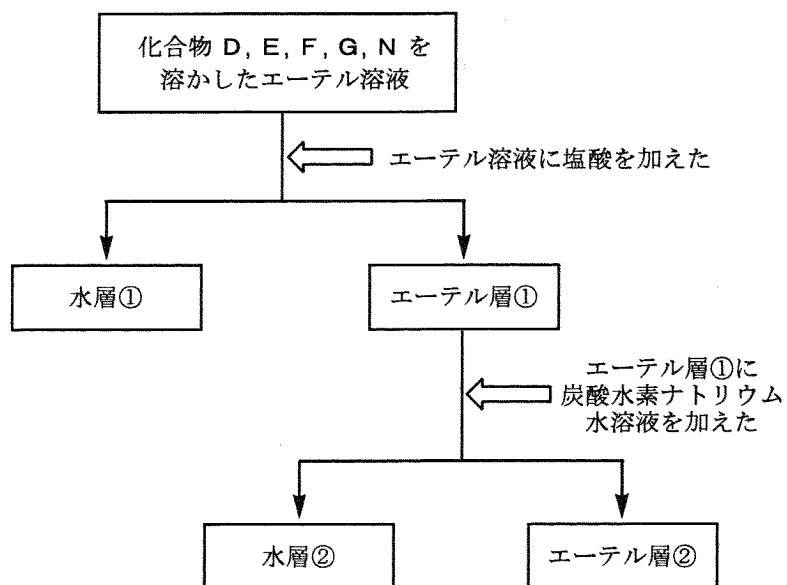 化合物 D, E, F, G, N を
溶かしたエーテル溶液
エーテル溶液に塩酸を加えた
水層①
エーテル層①
エーテル層①に
炭酸水素ナトリウム
水溶液を加えた
水層②
エーテル層②